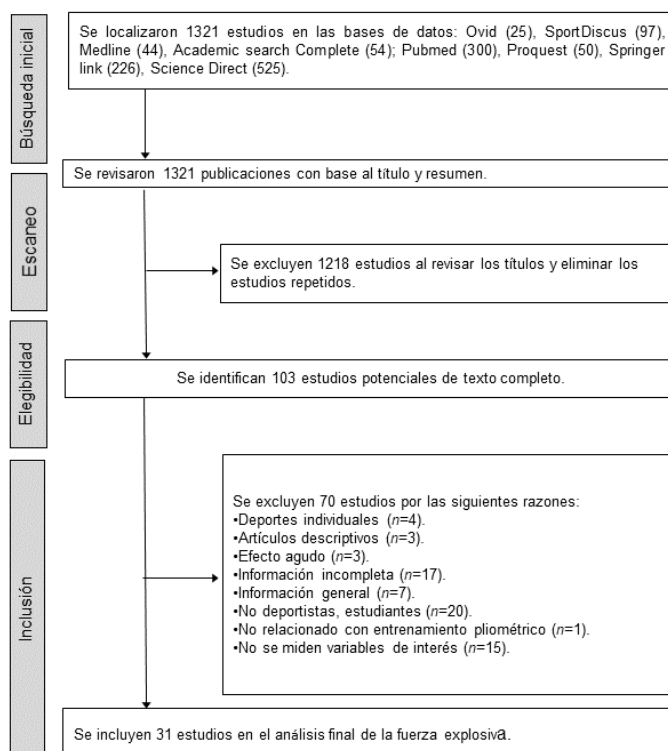 Búsqueda inicial
Se localizaron 1321 estudios en las bases de datos: Ovid (25), SportDiscus (97),
Medline (44), Academic search Complete (54); Pubmed (300), Proquest (50), Springer
link (226), Science Direct (525).
Se revisaron 1321 publicaciones con base al título y resumen.
Escaneo
Se excluyen 1218 estudios al revisar los títulos y eliminar los
estudios repetidos.
Elegibilidad
Se identifican 103 estudios potenciales de texto completo.
Inclusión
Se excluyen 70 estudios por las siguientes razones:
•Deportes individuales (n=4).
•Artículos descriptivos (n=3).
•Efecto agudo (n=3).
•Información incompleta (n=17).
•Información general (n=7).
•No deportistas, estudiantes (n=20).
•No relacionado con entrenamiento pliométrico (n=1).
•No se miden variables de interés (n=15).
Se incluyen 31 estudios en el análisis final de la fuerza explosiva.